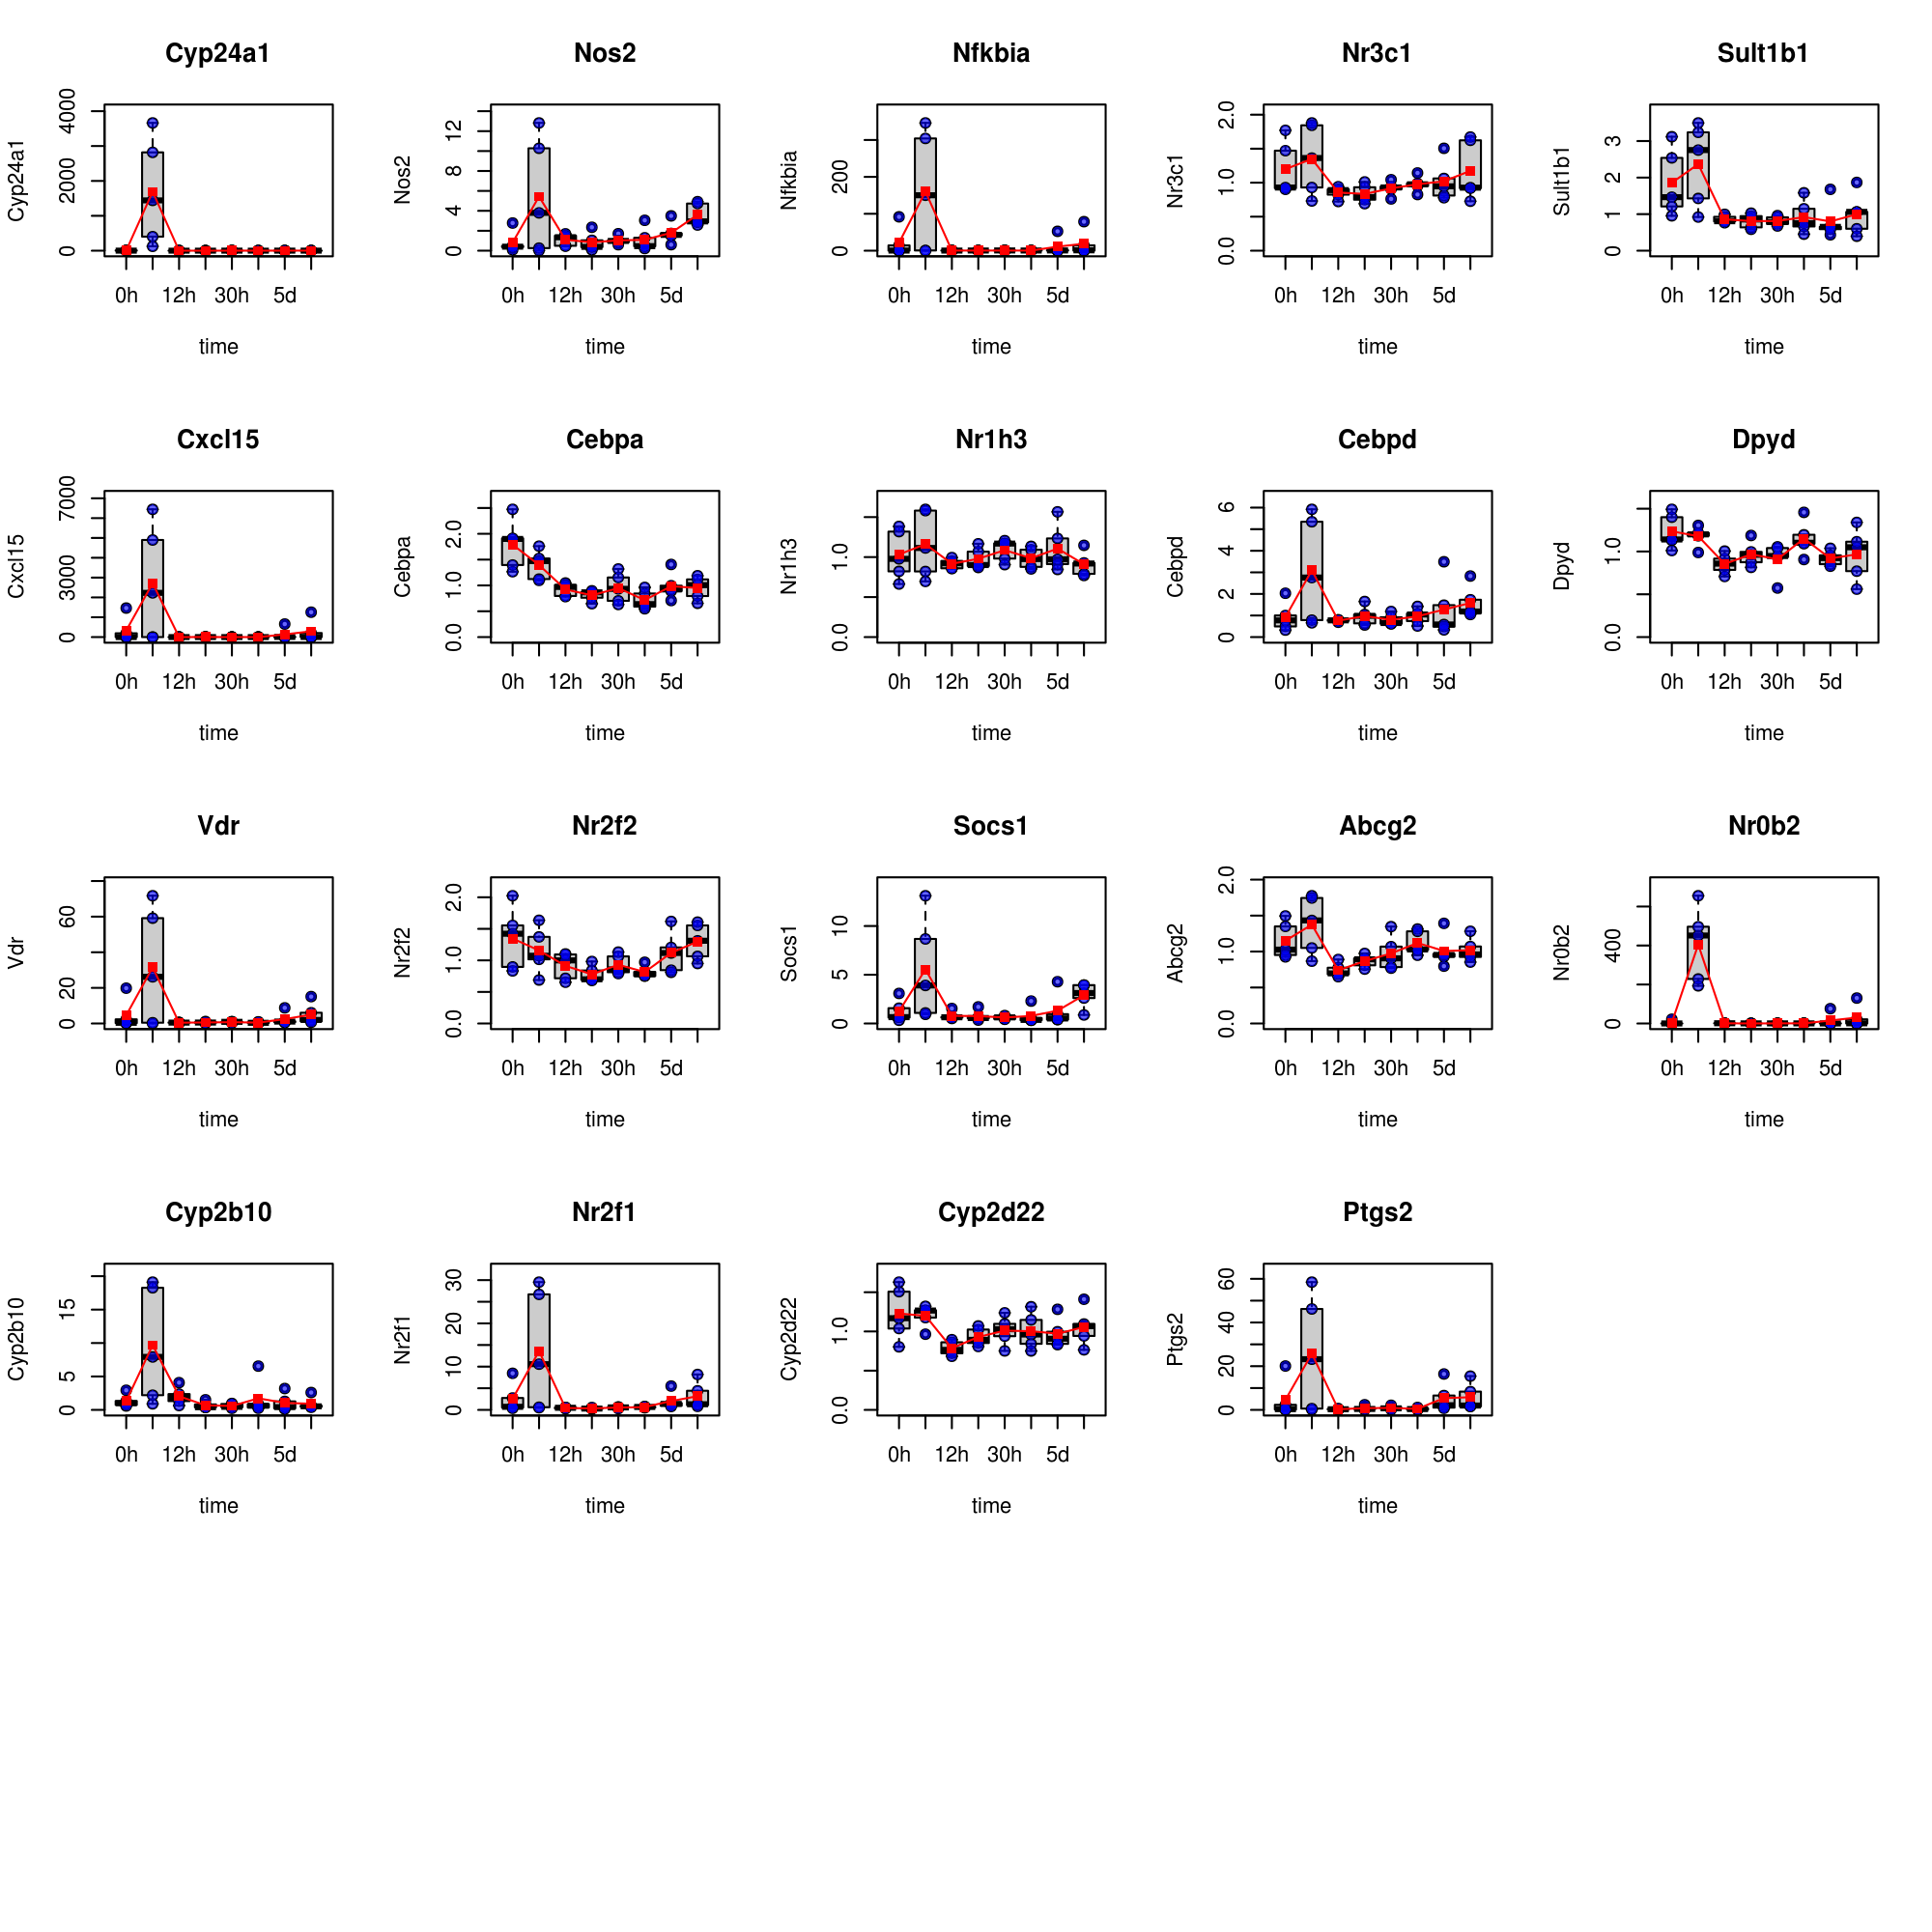 Cyp24a1
Cyp24a1
0 2000 4000
0h 12h 30h 5d
time
Nos2
Nos2
0 4 8 12
0h 12h 30h 5d
time
Nfkbia
Nfkbia
0 200
0h 12h 30h 5d
time
Nr3c1
Nr3c1
0.0 1.0 2.0
0h 12h 30h 5d
time
Sult1b1
Sult1b1
0 1 2 3
0h 12h 30h 5d
time
Cxcl15
Cxcl15
0 3000 7000
0h 12h 30h 5d
time
Cebpa
Cebpa
0.0 1.0 2.0
0h 12h 30h 5d
time
Nr1h3
Nr1h3
0.0 1.0
0h 12h 30h 5d
time
Cebpd
Cebpd
0 2 4 6
0h 12h 30h 5d
time
Dpyd
Dpyd
0.0 1.0
0h 12h 30h 5d
time
Vdr
Vdr
0 20 60
0h 12h 30h 5d
time
Nr2f2
Nr2f2
0.0 1.0 2.0
0h 12h 30h 5d
time
Socs1
Socs1
0 5 10
0h 12h 30h 5d
time
Abcg2
Abcg2
0.0 1.0 2.0
0h 12h 30h 5d
time
Nr0b2
Nr0b2
0 400
0h 12h 30h 5d
time
Cyp2b10
Cyp2b10
0 5 15
0h 12h 30h 5d
time
Nr2f1
Nr2f1
0 10 20 30
0h 12h 30h 5d
time
Cyp2d22
Cyp2d22
0.0 1.0
0h 12h 30h 5d
time
Ptgs2
Ptgs2
0 20 40 60
0h 12h 30h 5d
time